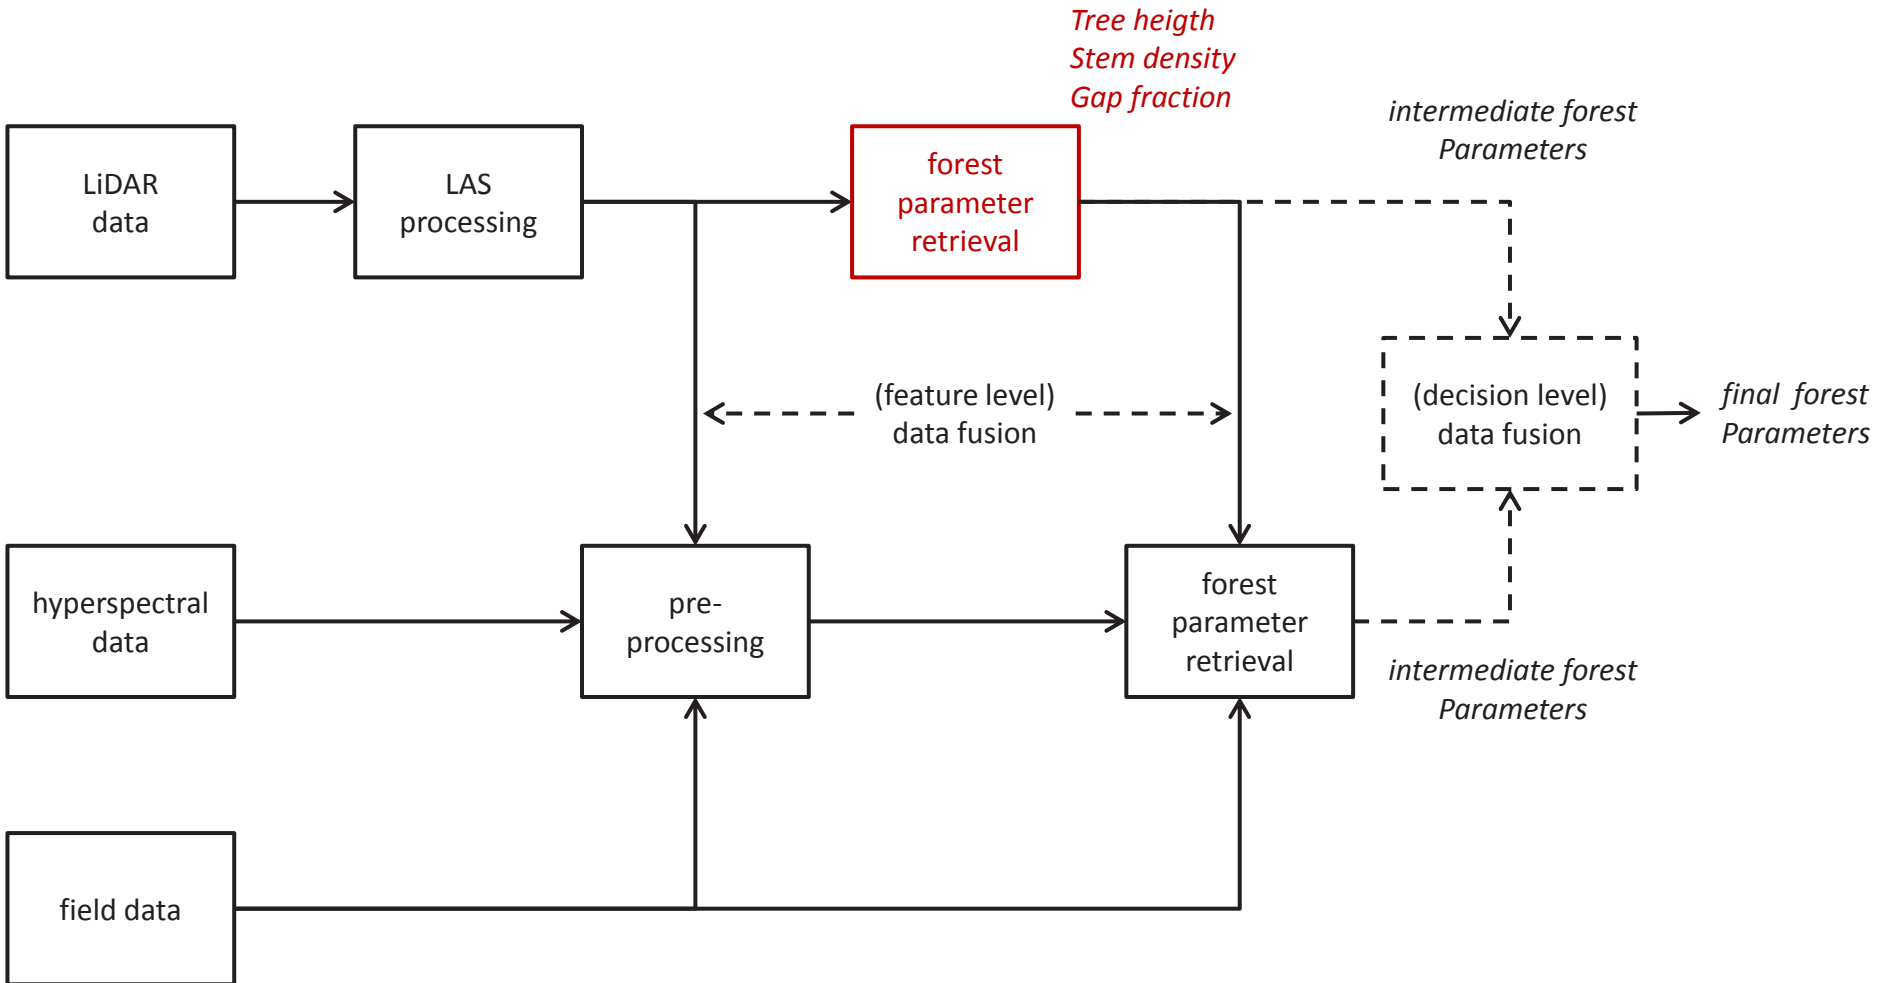 Tree heigth
Stem density
Gap fraction
intermediate forest
Parameters
LiDAR
data
LAS
processing
forest
parameter
retrieval
(feature level)
data fusion
(decision level)
data fusion
final forest
Parameters
hyperspectral
data
pre-
processing
forest
parameter
retrieval
intermediate forest
Parameters
field data